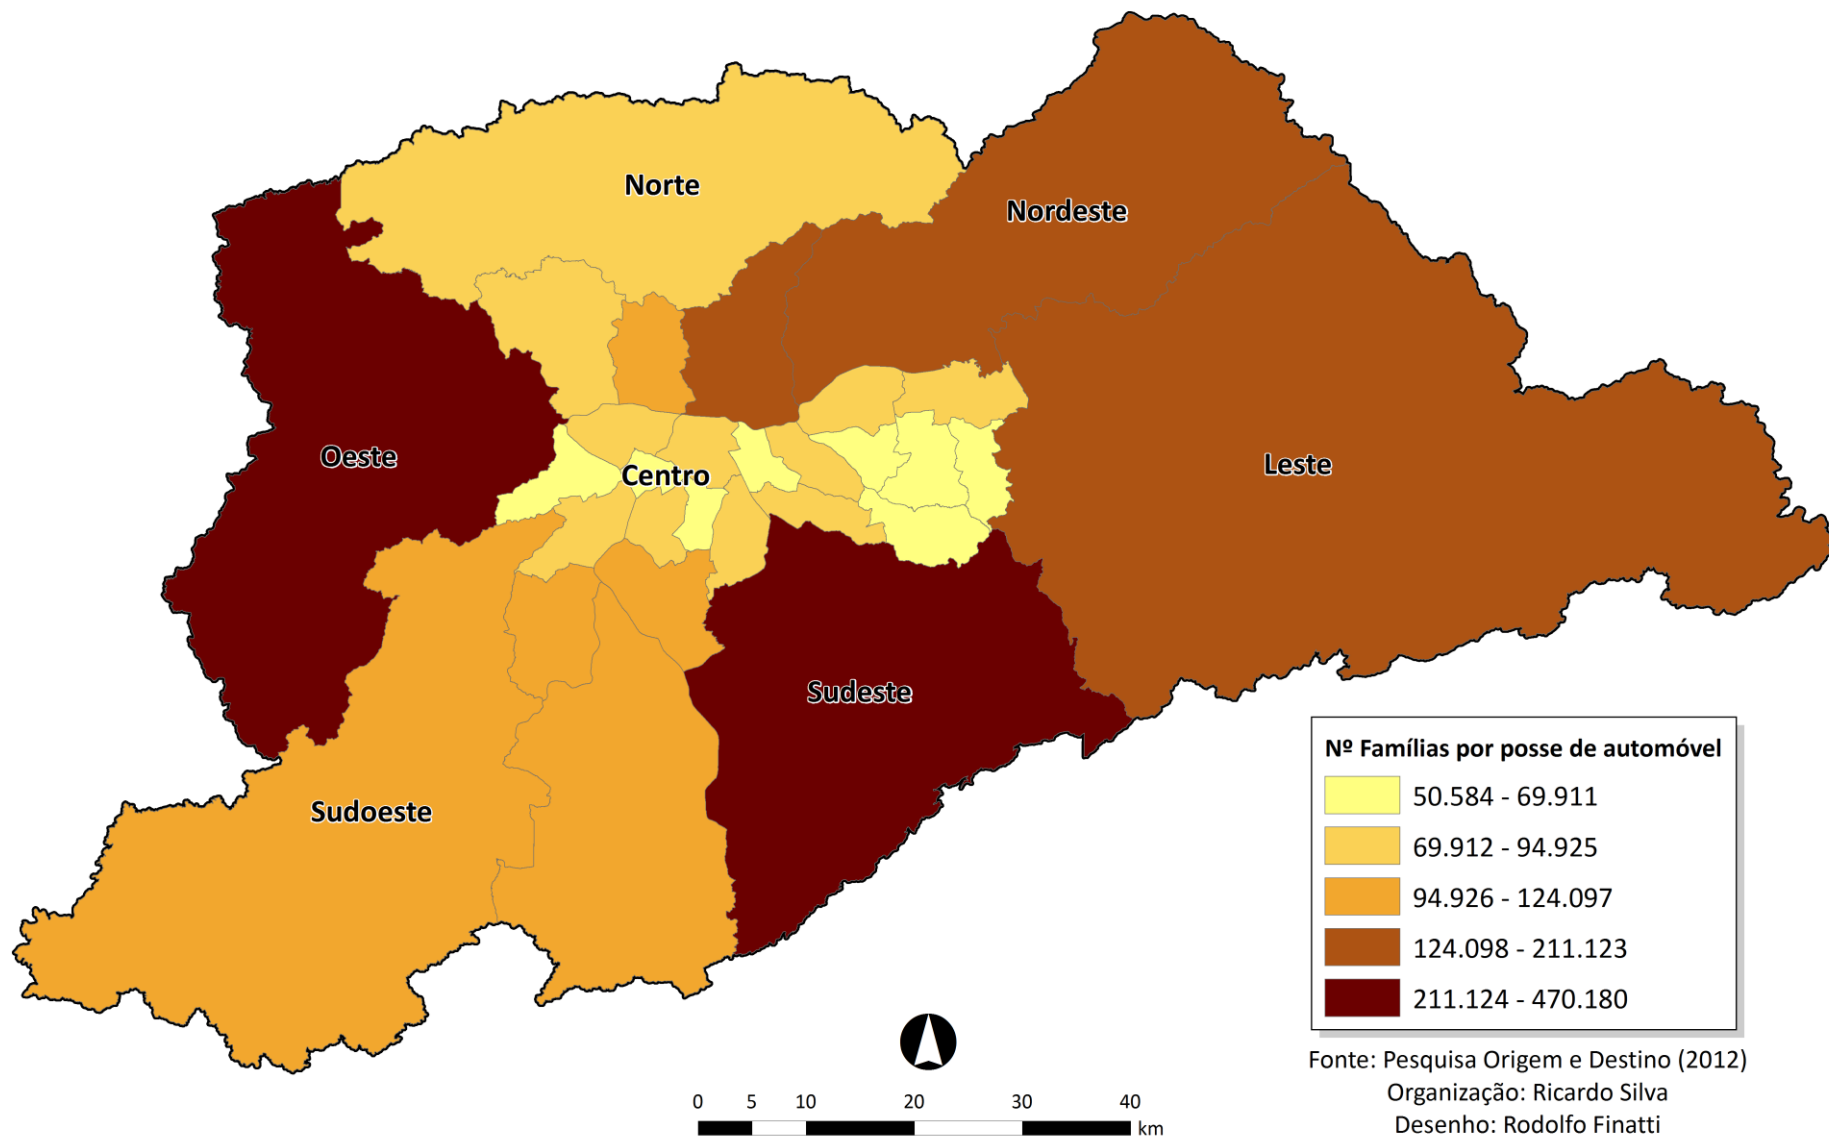 Norte
Nordeste
Oeste
Centro
Leste
Sudeste
Sudoeste
Nº Famílias por posse de automóvel
50.584 - 69.911
69.912 - 94.925
94.926 - 124.097
124.098 - 211.123
211.124 - 470.180
Fonte: Pesquisa Origem e Destino (2012)
Organização: Ricardo Silva
Desenho: Rodolfo Finatti
0 5 10 20 30 40
km